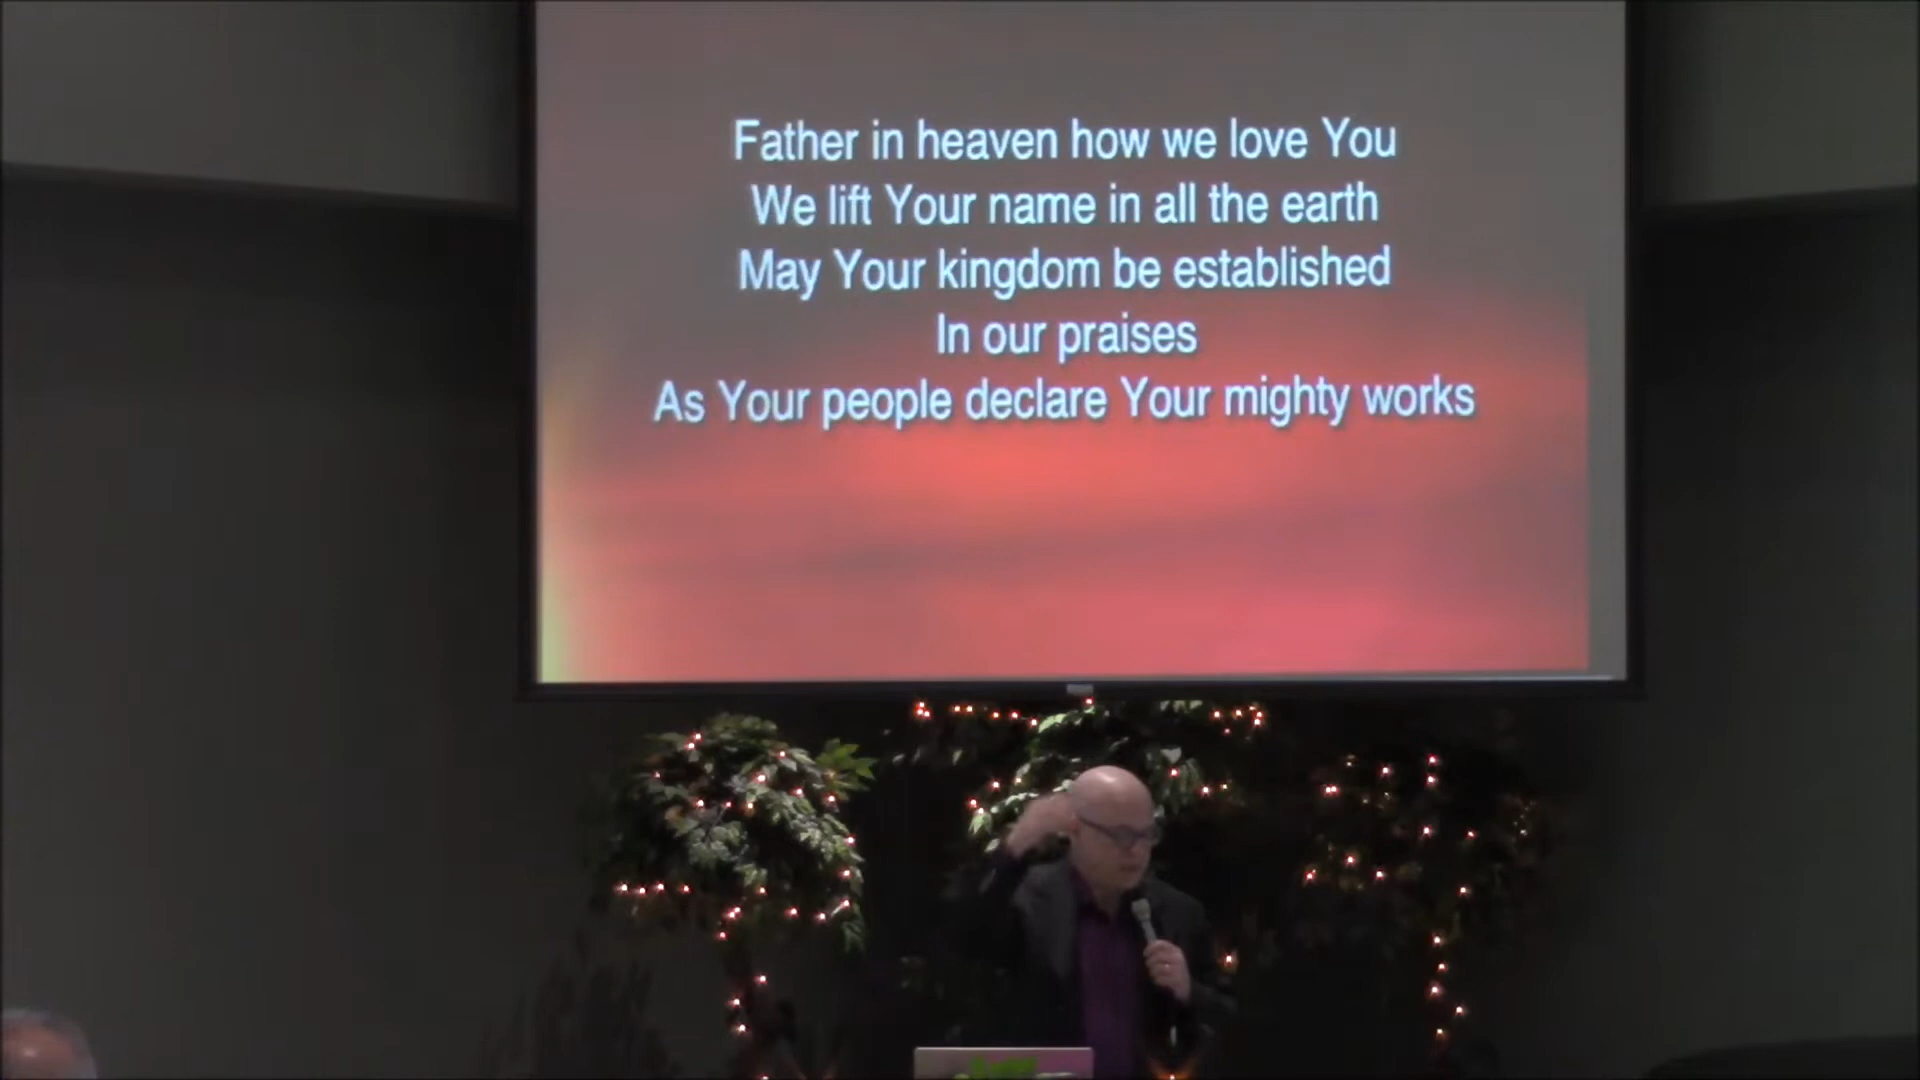 Father in heaven how we love You
We lift Your name in all the earth
May Your kingdom be established
In our praises
As Your people declare Your mighty works